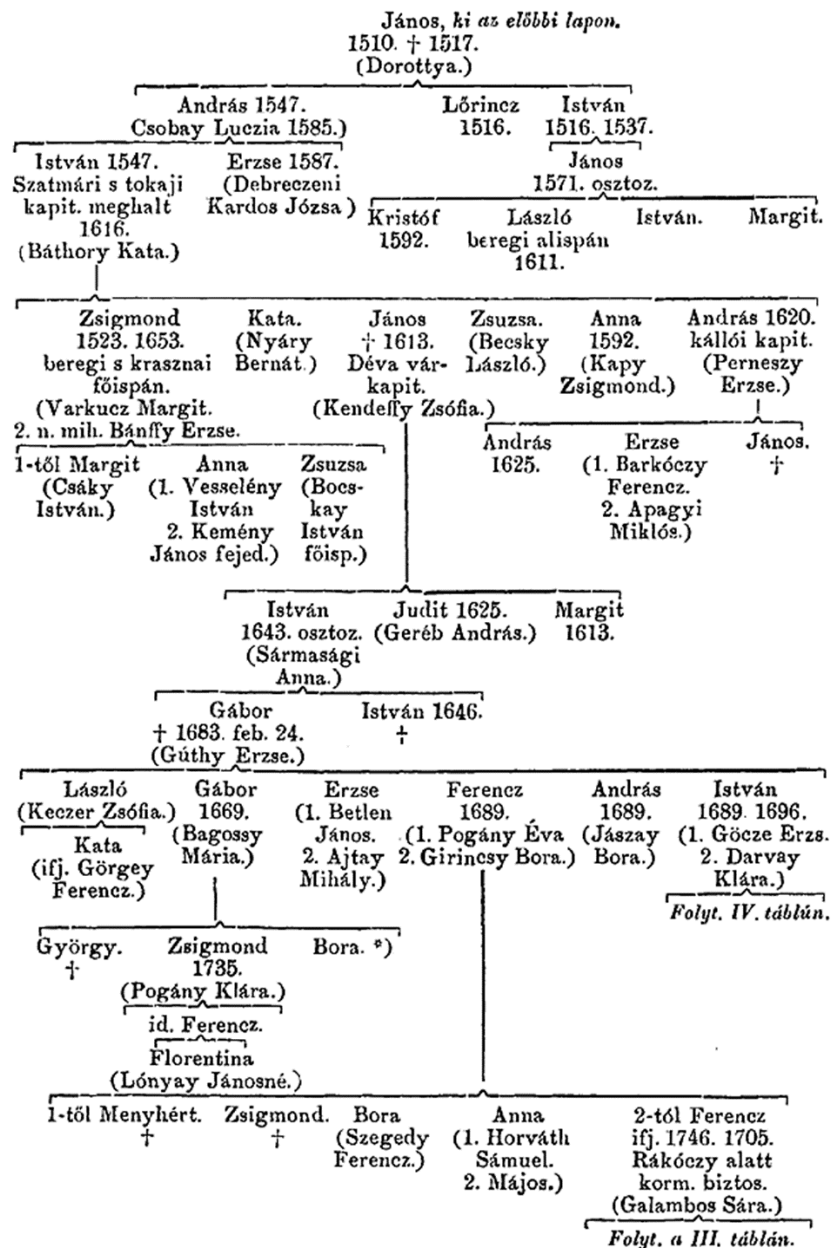 János, ki az előbbi lapon.
1510. † 1517.
(Dorottya.)
András 1547.
Csobay Luczia 1585.)
Lőrincz
1516.
István
1516. 1537.
István 1547.
Szatmári s tokaji
kapit. meghalt
1616.
(Báthory Kata.)
Erzse 1587.
(Debreczeni
Kardos Józsa)
János
1571. osztoz.
Kristóf
1592.
László
beregi alispán
1611.
István.
Margit.
Zsigmond
1523. 1653.
beregi s krasznai
főispán.
(Varkucz Margit.
2. n. mih. Bánffy Erzse.
Kata.
(Nyáry
Bernát.)
János
† 1613.
Déva vár-
kapit.
(Kendeffy Zsófia.)
Zsuzsa.
(Becsky
László.)
Anna
1592.
(Kapy
Zsigmond.)
András 1620.
kállói kapit.
(Perneszy
Erzse.)
1-től Margit
(Csáky
István.)
Anna
(1. Vesselény
István
2. Kemény
János fejed.)
Zsuzsa
(Bocs-
kay
István
főisp.)
András
1625.
Erzse
(1. Barkóczy
Ferencz.
2. Apagyi
Miklós.)
János.
†
István
1643. osztoz.
(Sármasági
Anna.)
Judit 1625.
(Geréb András.)
Margit
1613.
Gábor
† 1683. feb. 24.
(Gúthy Erzse.)
István 1646.
†
László
(Keczer Zsófia.)
Kata
(ifj. Görgey
Ferencz.)
Gábor
1669.
(Bagossy
Mária.)
Erzse
(1. Betlen
János.
2. Ajtay
Mihály.)
Ferencz
1689.
(1. Pogány Éva
2. Girincsy Bora.)
András
1689.
(Jászay
Bora.)
István
1689. 1696.
(1. Göcze Erzs.
2. Darvay
Klára.)
Folyt. IV. táblún.
György.
†
Zsigmond
1735.
(Pogány Klára.)
Bora. *)
id. Ferencz.
Florentina
(Lónyay Jánosné.)
1-től Menyhért.
†
Zsigmond.
†
Bora
(Szegedy
Ferencz.)
Anna
(1. Horváth
Sámuel.
2. Májos.)
2-tól Ferencz
ifj. 1746. 1705.
Rákóczy alatt
korm. biztos.
(Galambos Sára.)
Folyt. a III. táblán.